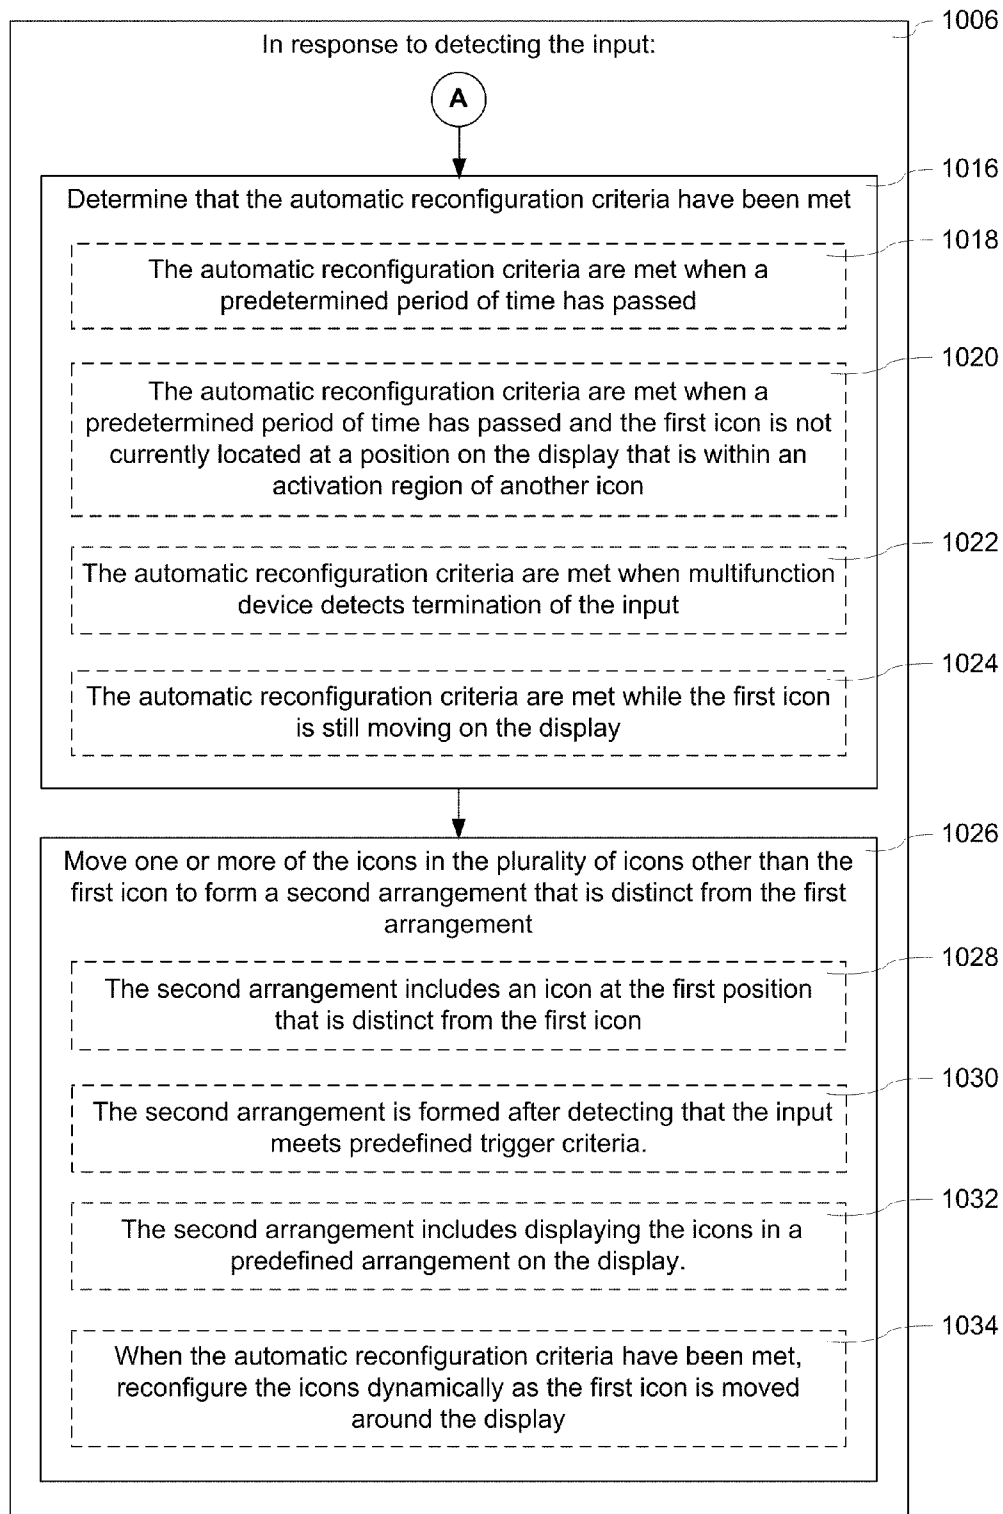 1006
In response to detecting the input:
A
1016
Determine that the automatic reconfiguration criteria have been met
1018
The automatic reconfiguration criteria are met when a
predetermined period of time has passed
1020
The automatic reconfiguration criteria are met when a
predetermined period of time has passed and the first icon is not
currently located at a position on the display that is within an
activation region of another icon
1022
The automatic reconfiguration criteria are met when multifunction
device detects termination of the input
1024
The automatic reconfiguration criteria are met while the first icon
is still moving on the display
1026
Move one or more of the icons in the plurality of icons other than the
first icon to form a second arrangement that is distinct from the first
arrangement
1028
The second arrangement includes an icon at the first position
that is distinct from the first icon
1030
The second arrangement is formed after detecting that the input
meets predefined trigger criteria.
1032
The second arrangement includes displaying the icons in a
predefined arrangement on the display.
1034
When the automatic reconfiguration criteria have been met,
reconfigure the icons dynamically as the first icon is moved
around the display